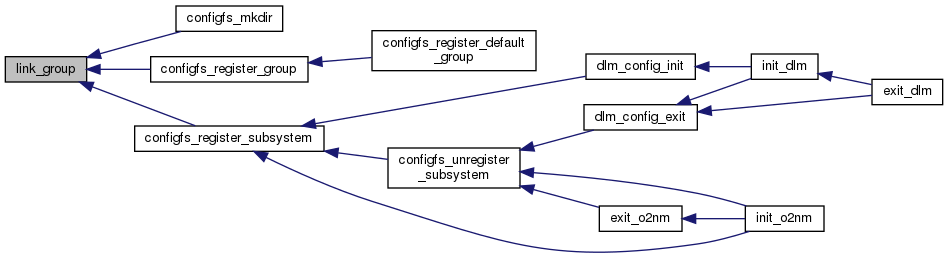 configfs_mkdir
link_group
configfs_register_group
configfs_register_default
_group
configfs_register_subsystem
dlm_config_init
init_dlm
exit_dlm
dlm_config_exit
configfs_unregister
_subsystem
exit_o2nm
init_o2nm